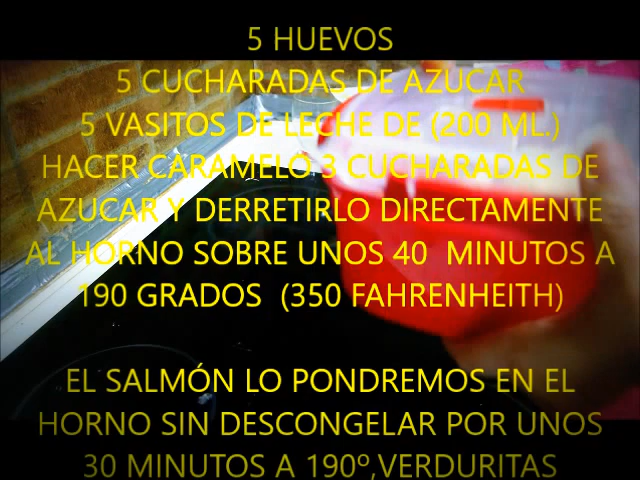 5 HUEVOS
5 CUCHARADAS DE AZUCAR
5 VASITOS DE LECHE DE (200 ML.)
HACER CARAMELO 3 CUCHARADAS DE
AZUCAR Y DERRETIRLO DIRECTAMENTE
AL HORNO SOBRE UNOS 40 MINUTOS A
190 GRADOS (350 FAHRENHEITH)
EL SALMÓN LO PONDREMOS EN EL
HORNO SIN DESCONGELAR POR UNOS
30 MINUTOS A 190º,VERDURITAS